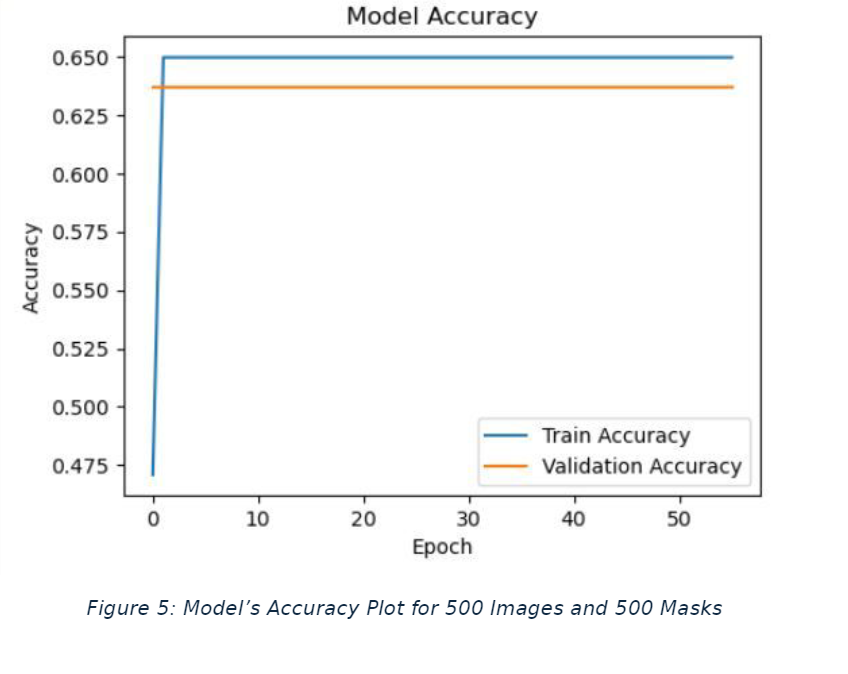 Model Accuracy
0.650
0.625
0.600
0.575
0.550
0.525
0.500
0.475
Accuracy
Train Accuracy
Validation Accuracy
0 10 20 30 40 50
Epoch
Figure 5: Model’s Accuracy Plot for 500 Images and 500 Masks